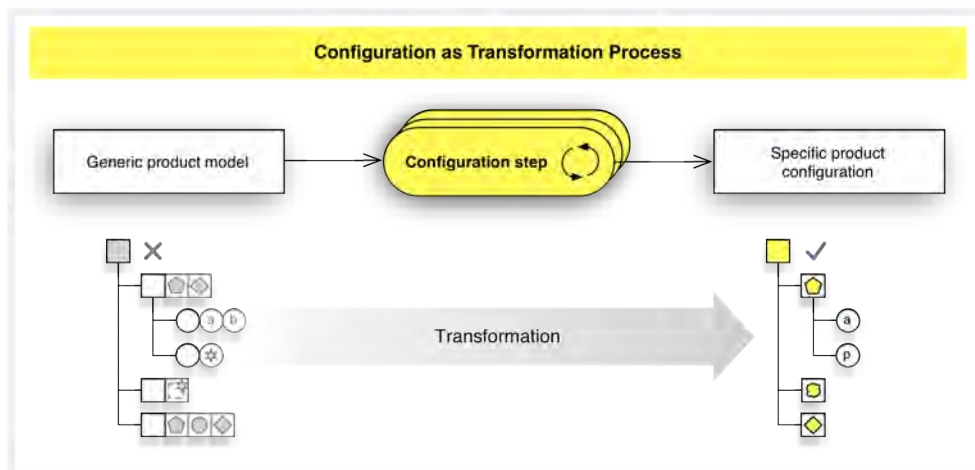 Configuration as Transformation Process
Generic product model
Configuration step
Specific product
configuration
a b
Transformation
a
p